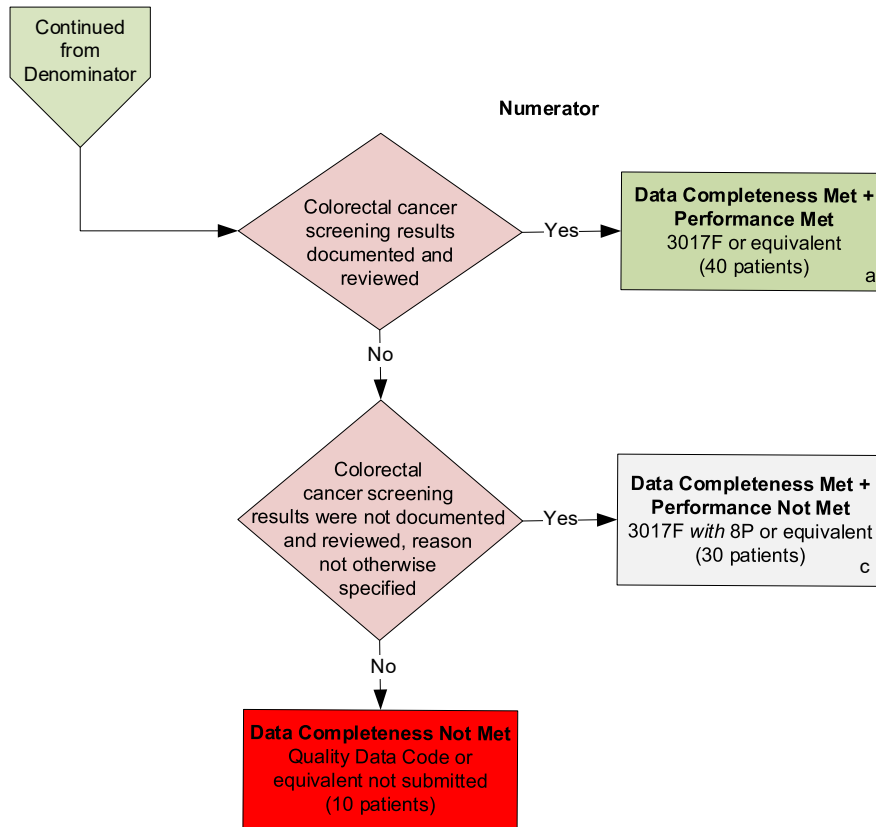 Continued
from
Denominator
Numerator
Colorectal cancer
screening results
documented and
reviewed
Yes
Data Completeness Met +
Performance Met
3017F or equivalent
(40 patients)
a
No
Colorectal
cancer screening
results were not documented
and reviewed, reason
not otherwise
specified
Yes
Data Completeness Met +
Performance Not Met
3017F with 8P or equivalent
(30 patients)
c
No
Data Completeness Not Met
Quality Data Code or
equivalent not submitted
(10 patients)